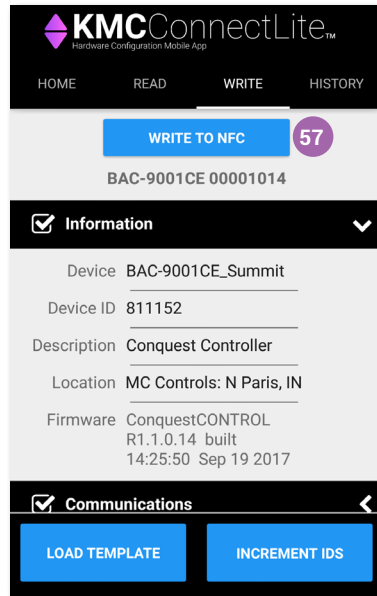 KMCConnectLite™
Hardware Configuration Mobile App
HOME READ WRITE HISTORY
WRITE TO NFC 57
BAC-9001CE 00001014
Information
Device BAC-9001CE_Summit
Device ID 811152
Description Conquest Controller
Location MC Controls: N Paris, IN
Firmware ConquestCONTROL
R1.1.0.14 built
14:25:50 Sep 19 2017
Communications
LOAD TEMPLATE INCREMENT IDS